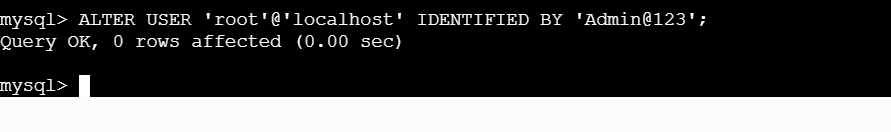 mysql> ALTER USER 'root'@'localhost' IDENTIFIED BY 'Admin@123';
Query OK, 0 rows affected (0.00 sec)
mysql>